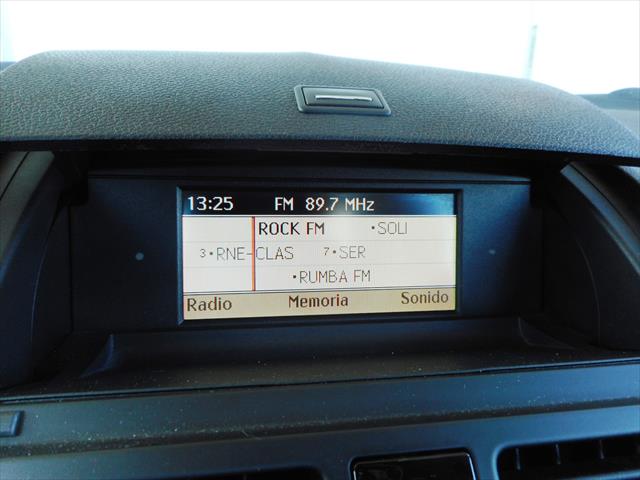 13:25 FM 89.7 MHz
ROCK FM •SOLI
3•RNE-CLAS 7•SER
•RUMBA FM
Radio Memoria Sonido